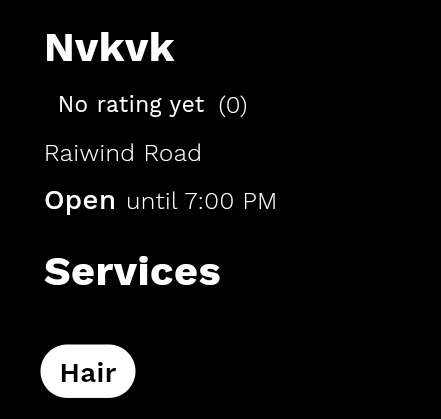 Nvkvk
No rating yet (0)
Raiwind Road
Open until 7:00 PM
Services
Hair